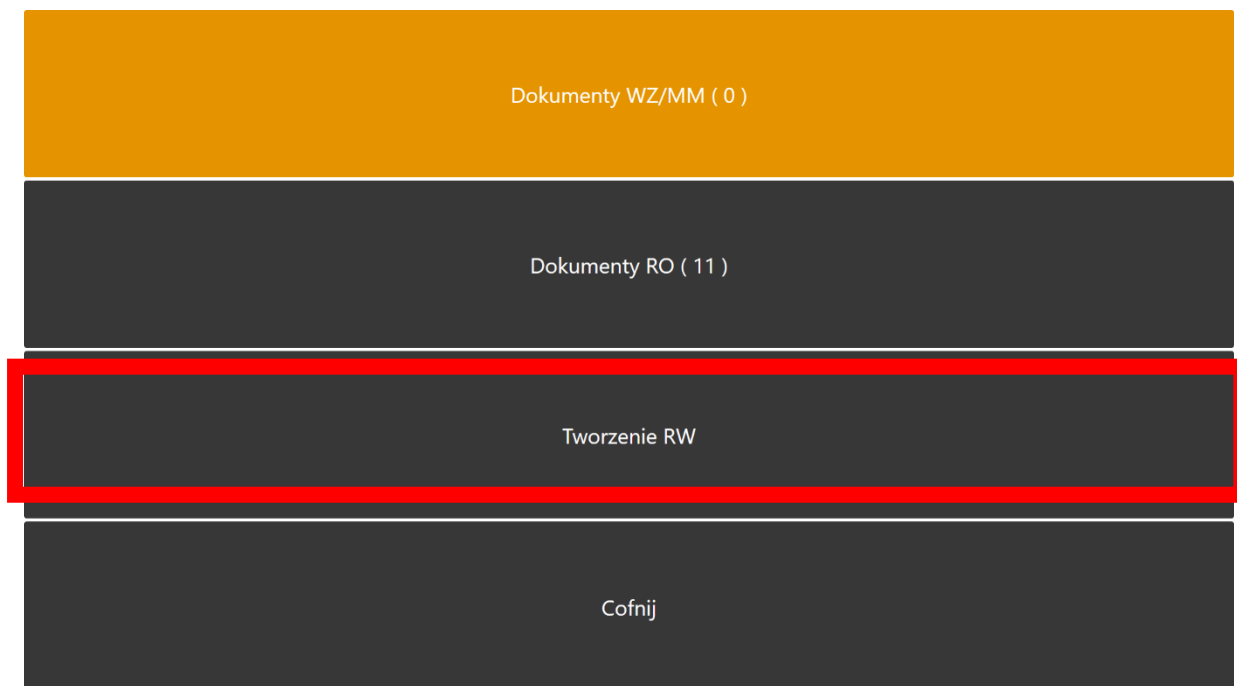 Dokumenty WZ/MM ( 0 )
Dokumenty RO ( 11 )
Tworzenie RW
Cofnij